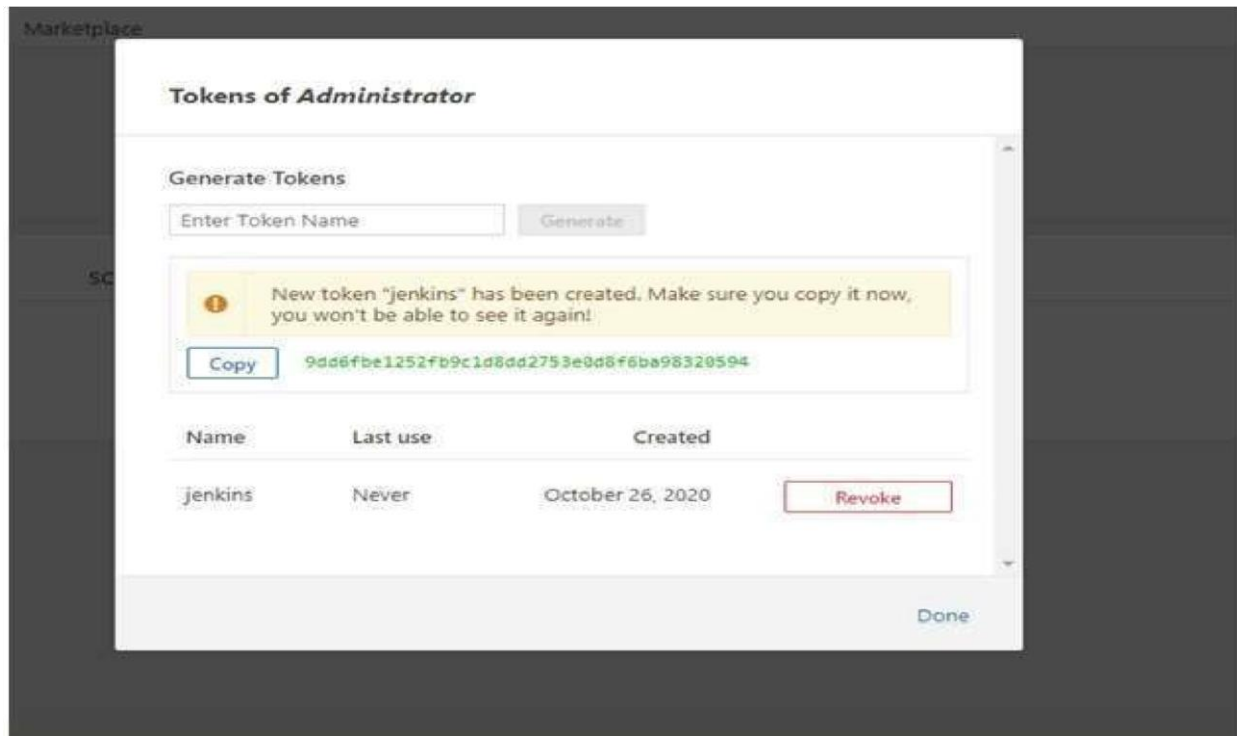 Marketplace
Tokens of Administrator
Generate Tokens
Enter Token Name
Generate
New token "jenkins" has been created. Make sure you copy it now,
you won't be able to see it again!
Copy 9dd6fbe1252fb9c1d8dd2753e0d8f6ba98320594
Name Last use Created
jenkins Never October 26, 2020 Revoke
Done